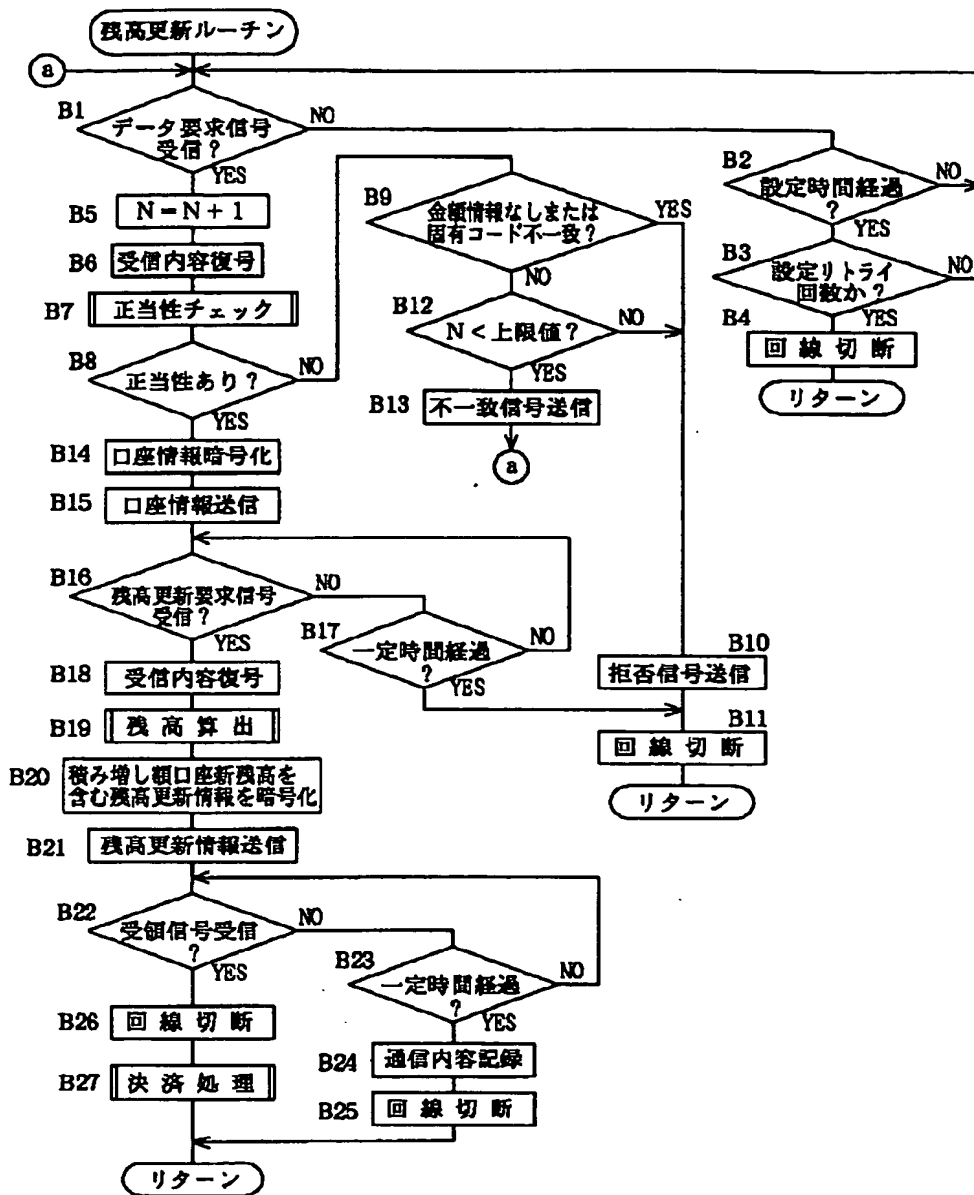 残高更新ルーチン
a
B1
データ要求信号
受信？
NO
YES
B2
設定時間経過
？
NO
YES
B3
設定リトライ
回数か？
NO
YES
B4
回線切断
リターン
B5
N＝N＋1
B6
受信内容復号
B7
正当性チェック
B8
正当性あり？
NO
YES
B9
金額情報なしまたは
固有コード不一致？
YES
NO
B12
N＜上限値？
NO
YES
B13
不一致信号送信
a
B14
口座情報暗号化
B15
口座情報送信
B16
残高更新要求信号
受信？
NO
YES
B17
一定時間経過
？
NO
YES
B10
拒否信号送信
B11
回線切断
リターン
B18
受信内容復号
B19
残高算出
B20
積み増し額口座新残高を
含む残高更新情報を暗号化
B21
残高更新情報送信
B22
受領信号受信
？
NO
YES
B23
一定時間経過
？
NO
YES
B24
通信内容記録
B25
回線切断
B26
回線切断
B27
決済処理
リターン